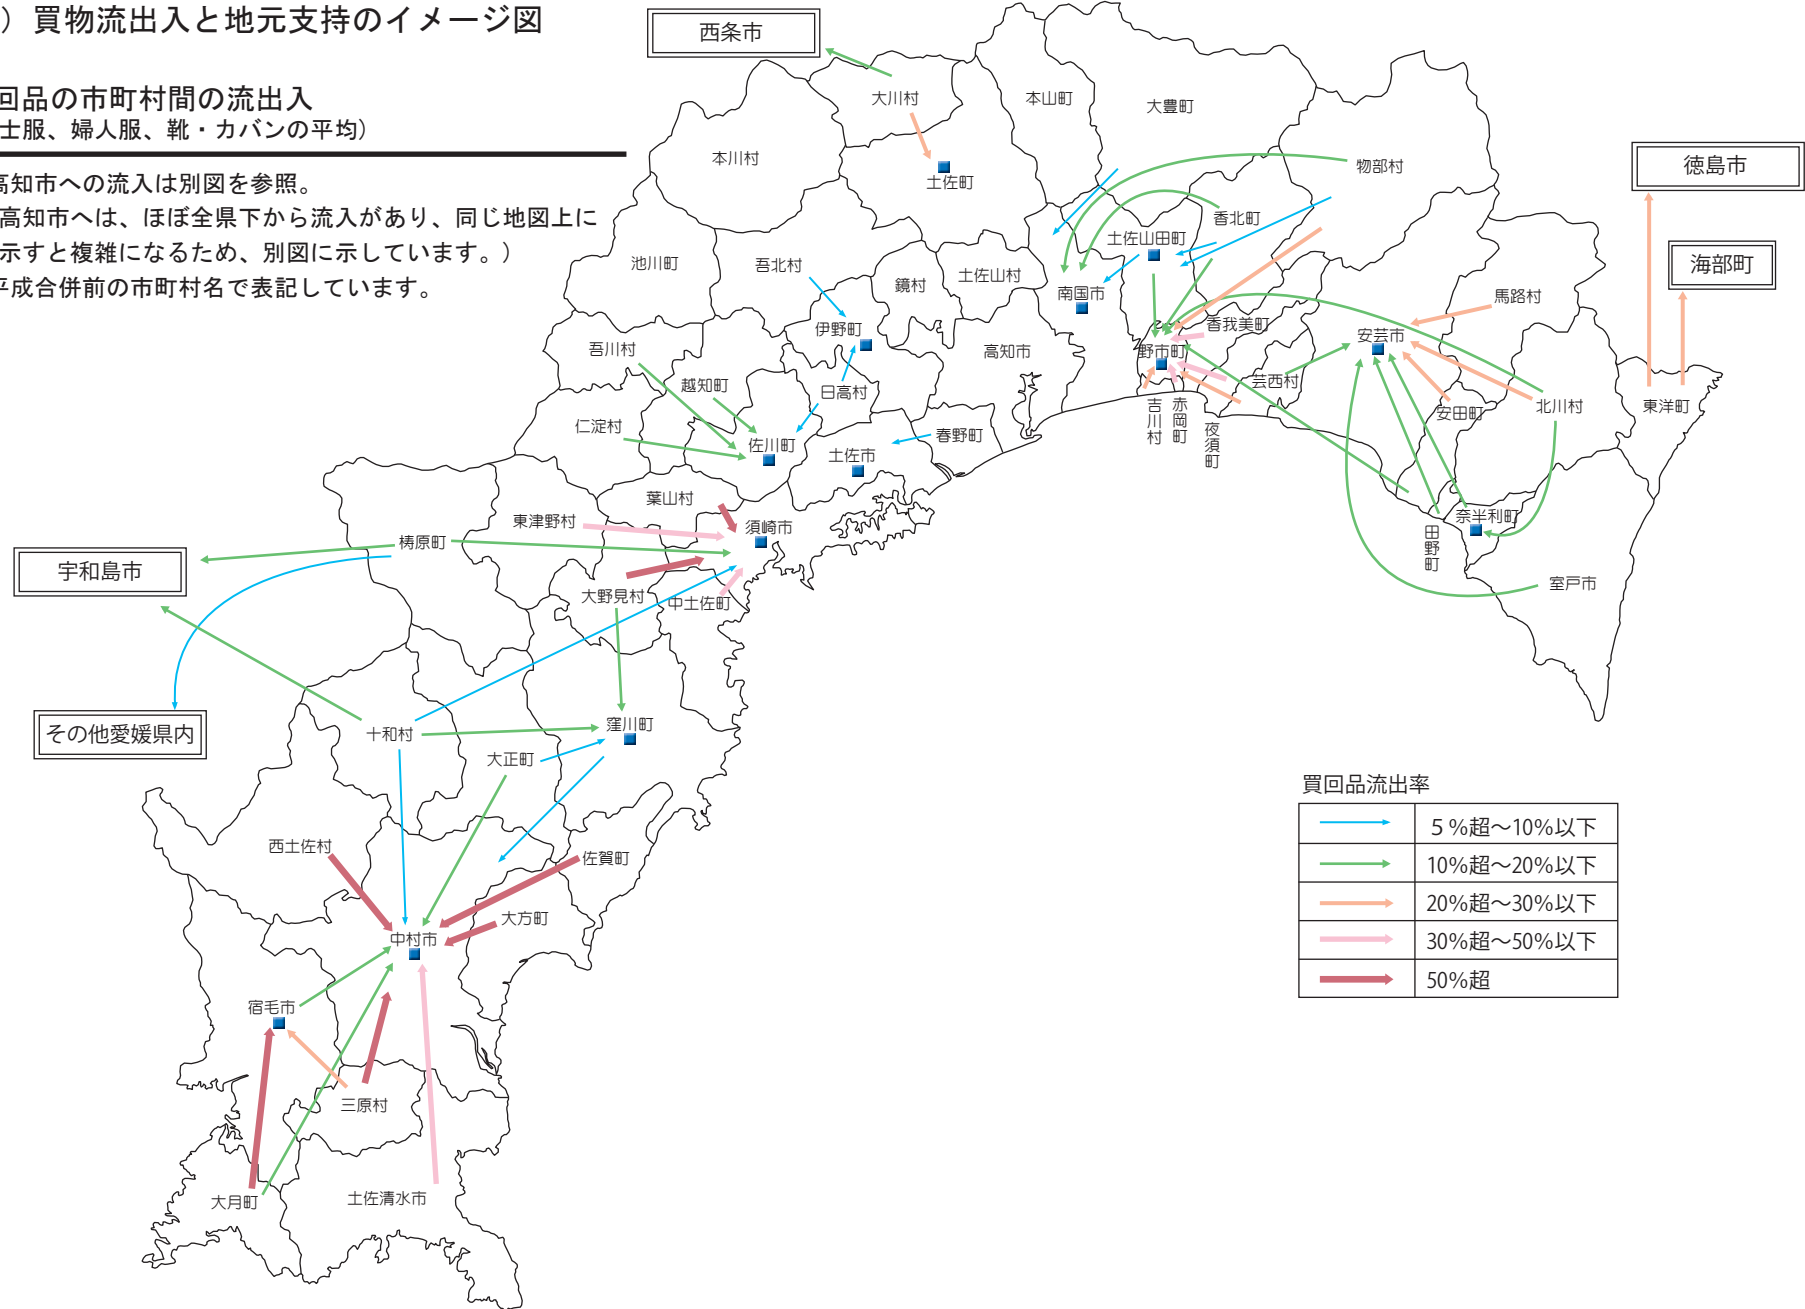 ）買物流出入と地元支持のイメージ図
回品の市町村間の流出入
士服、婦人服、靴・カバンの平均）
高知市への流入は別図を参照。
高知市へは、ほぼ全県下から流入があり、同じ地図上に
示すと複雑になるため、別図に示しています。）
平成合併前の市町村名で表記しています。
西条市
徳島市
海部町
宇和島市
その他愛媛県内
大川村
本山町
大豊町
本川村
土佐町
物部村
香北町
土佐山田町
池川町
吾北村
鏡村
土佐山村
南国市
馬路村
伊野町
香我美町
安芸市
吾川村
高知市
野市町
越知町
日高村
芸西村
安田町
北川村
東洋町
吉川村
赤岡町
夜須町
仁淀村
佐川町
土佐市
春野町
葉山村
東津野村
須崎市
奈半利町
田野町
梼原町
大野見村
中土佐町
室戸市
十和村
窪川町
大正町
西土佐村
佐賀町
大方町
中村市
宿毛市
三原村
大月町
土佐清水市
買回品流出率
5％超～10％以下
10％超～20％以下
20％超～30％以下
30％超～50％以下
50％超